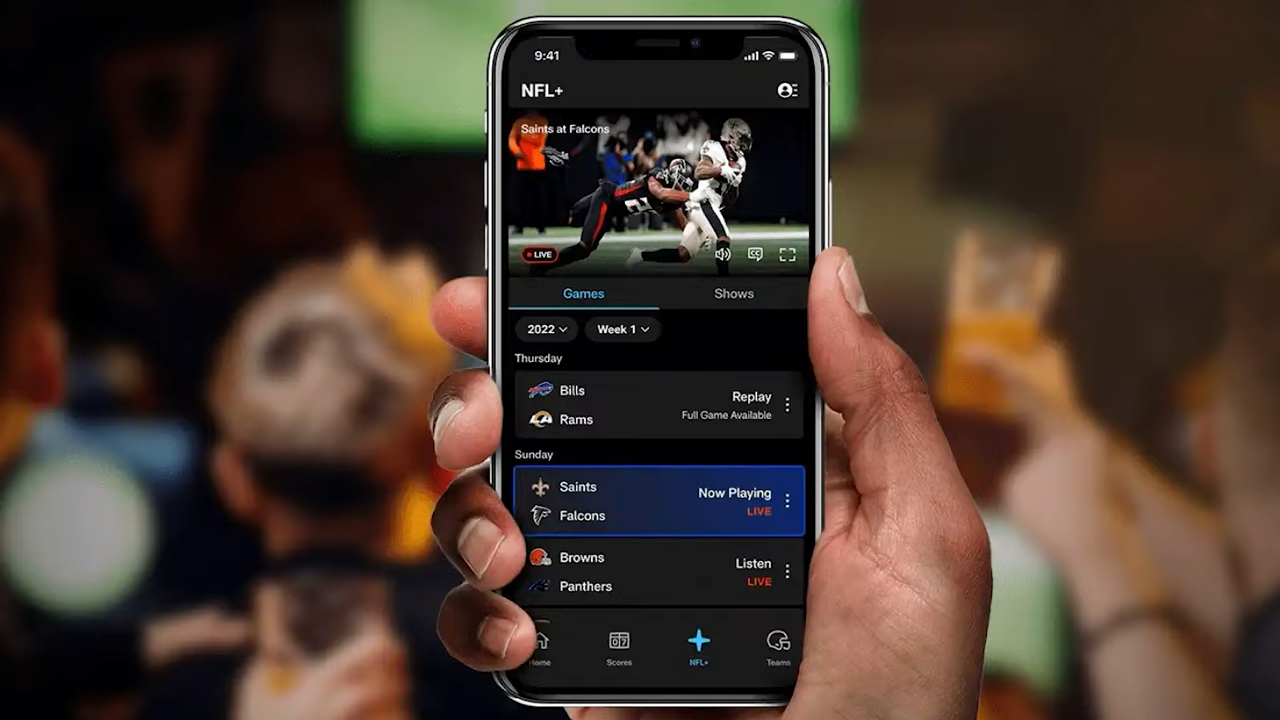 9:41
NFL+
Saints at Falcons
LIVE
CC
Games Shows
2022 Week 1
Thursday
Bills
Replay
Rams
Full Game Available
Sunday
Saints
Now Playing
Falcons
LIVE
Browns
Listen
Panthers
LIVE
Home Scores NFL+ Teams